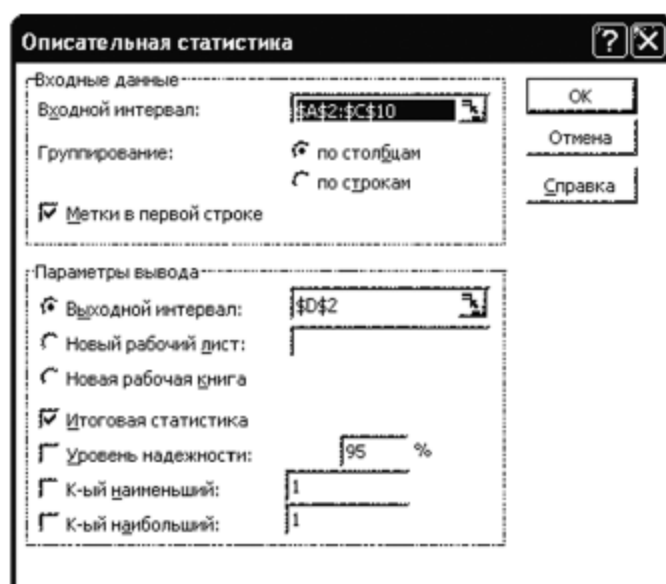 Описательная статистика
Входные данные
Входной интервал: $A$2:$C$10
Группирование: по столбцам
по строкам
Метки в первой строке
OK
Отмена
Справка
Параметры вывода
Выходной интервал: $D$2
Новый рабочий лист:
Новая рабочая книга
Итоговая статистика
Уровень надежности: 95 %
К-ый наименьший: 1
К-ый наибольший: 1